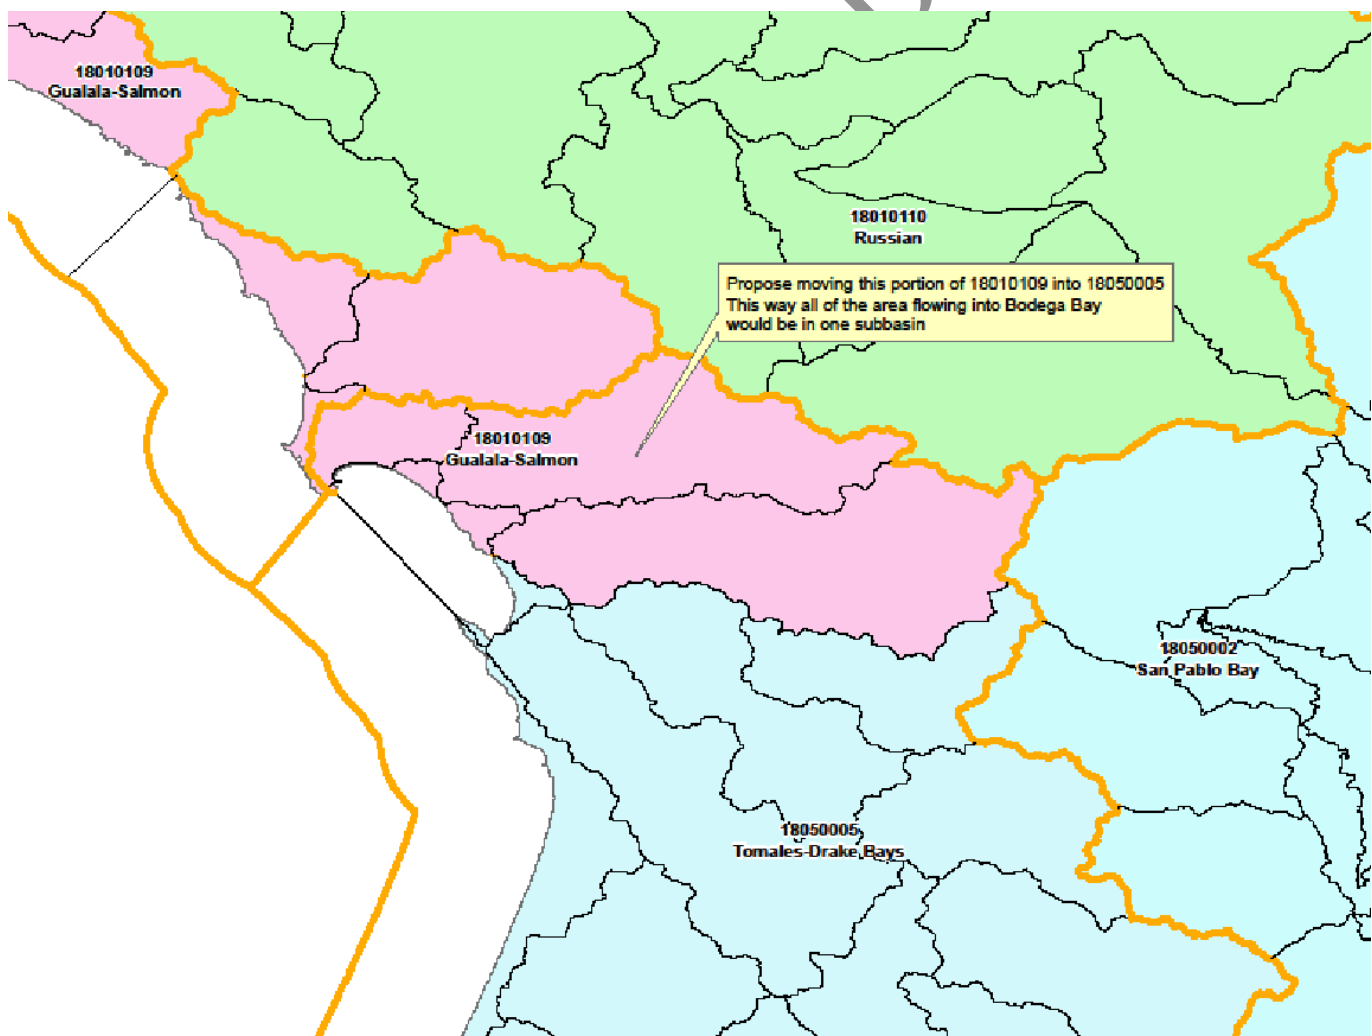 18010109
Gualala-Salmon
18010110
Russian
Propose moving this portion of 18010109 into 18050005
This way all of the area flowing into Bodega Bay
would be in one subbasin
18010109
Gualala-Salmon
18050002
San Pablo Bay
18050005
Tomales-Drake Bays